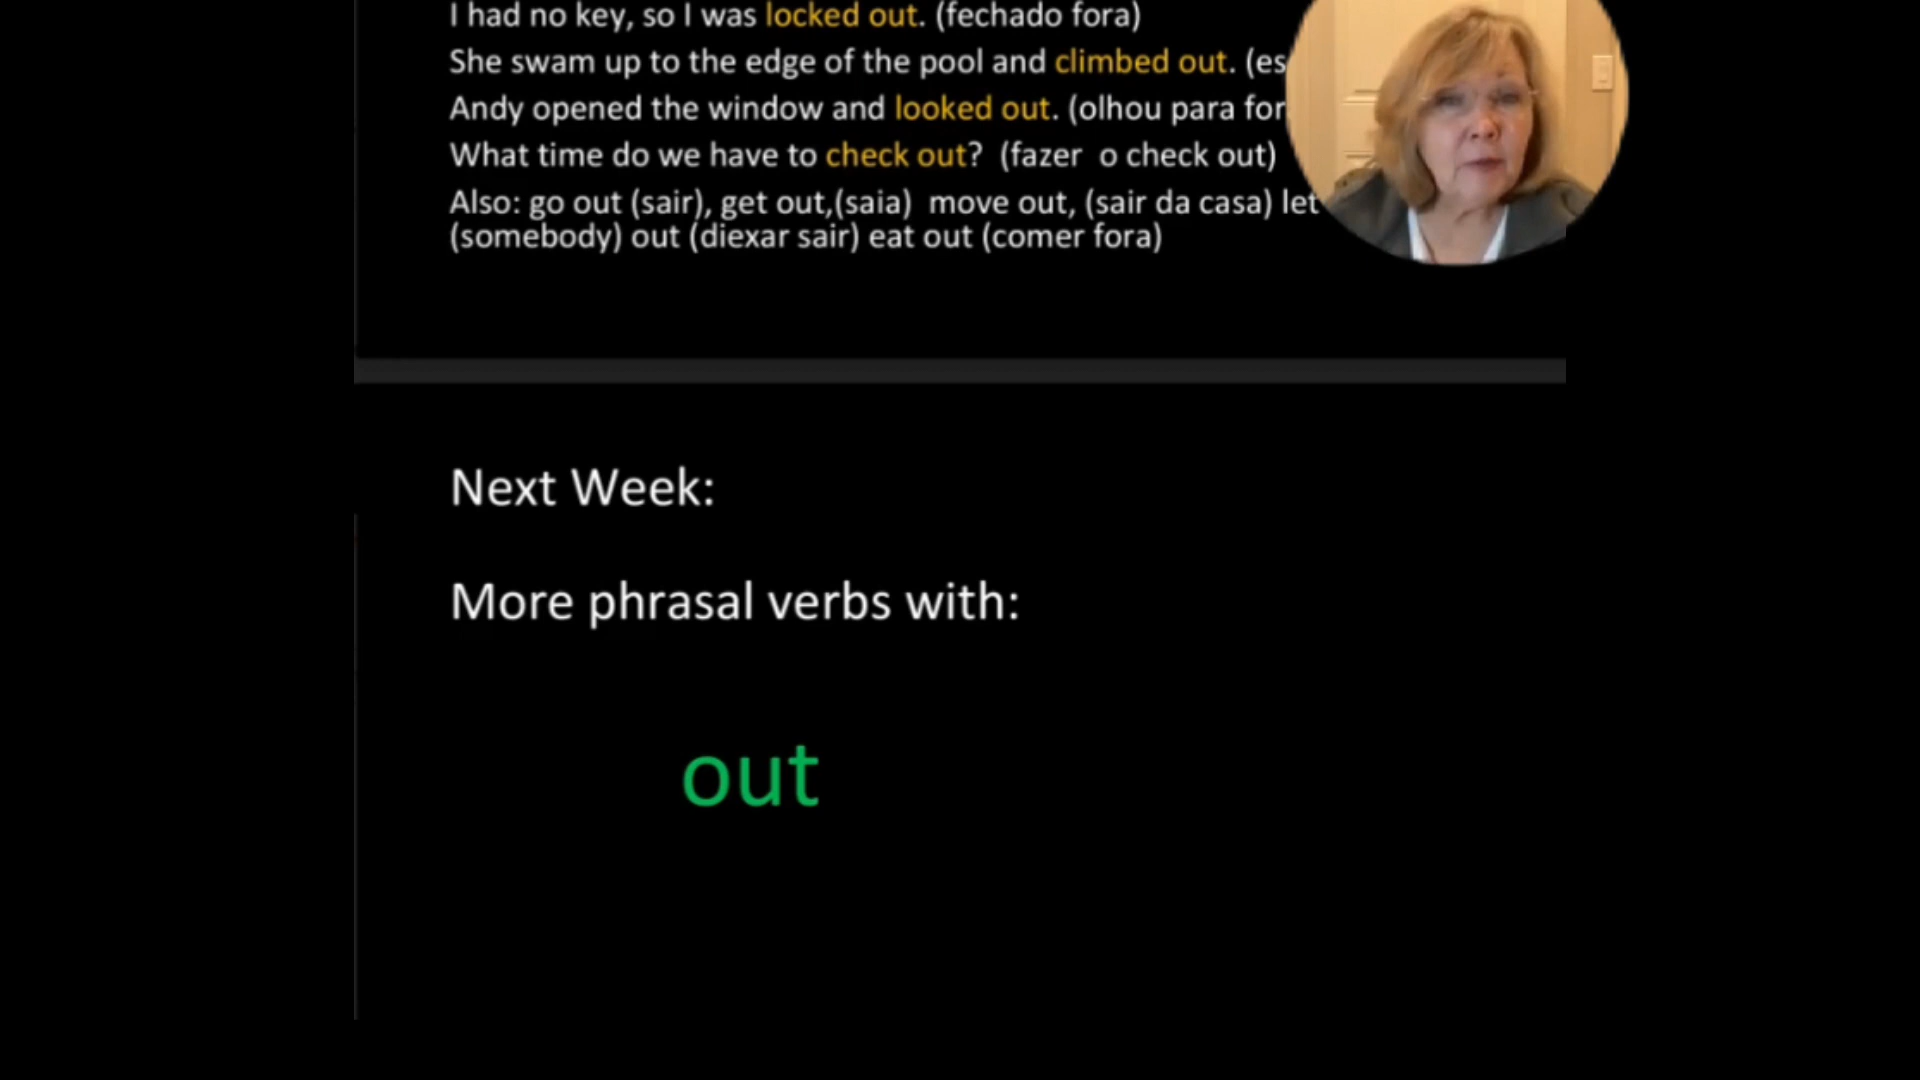 I had no key, so I was locked out. (fechado fora)
She swam up to the edge of the pool and climbed out. (es
Andy opened the window and looked out. (olhou para for
What time do we have to check out?  (fazer  o check out)
Also: go out (sair), get out,(saia)  move out, (sair da casa) let
(somebody) out (diexar sair) eat out (comer fora)
Next Week:
More phrasal verbs with:
out